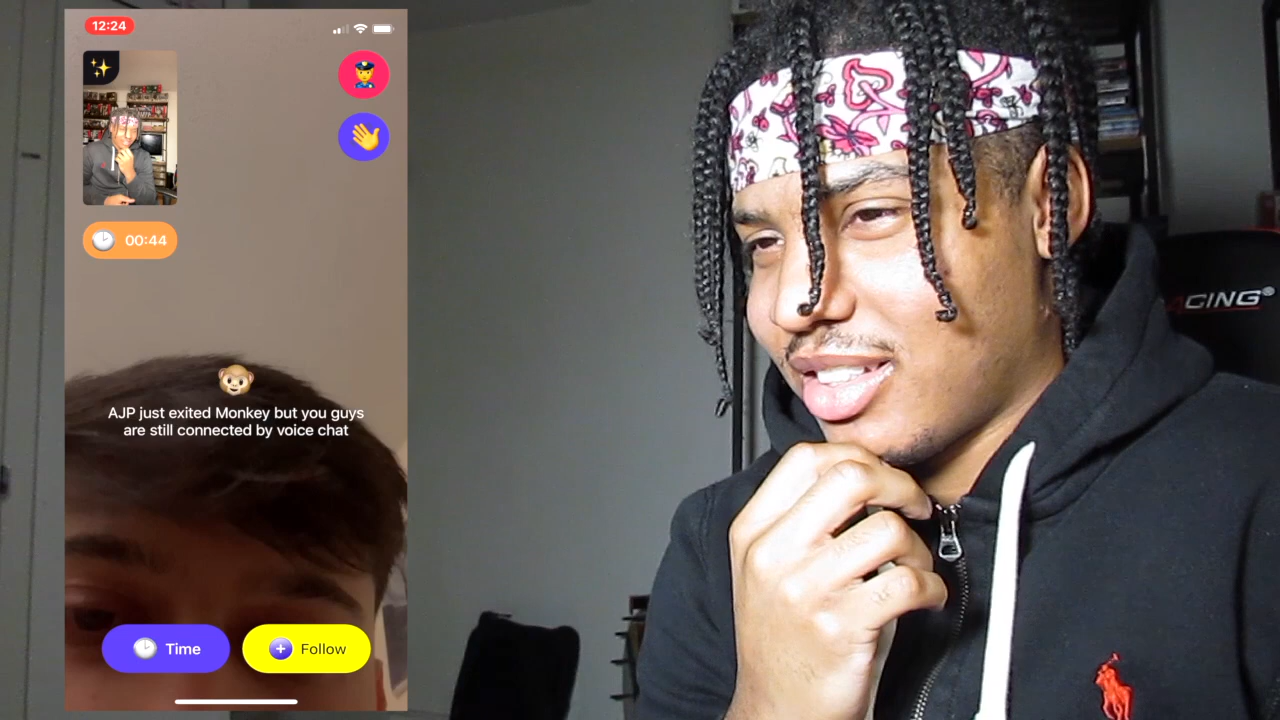 12:24
00:44
AJP just exited Monkey but you guys
are still connected by voice chat
Time
Follow
CING®